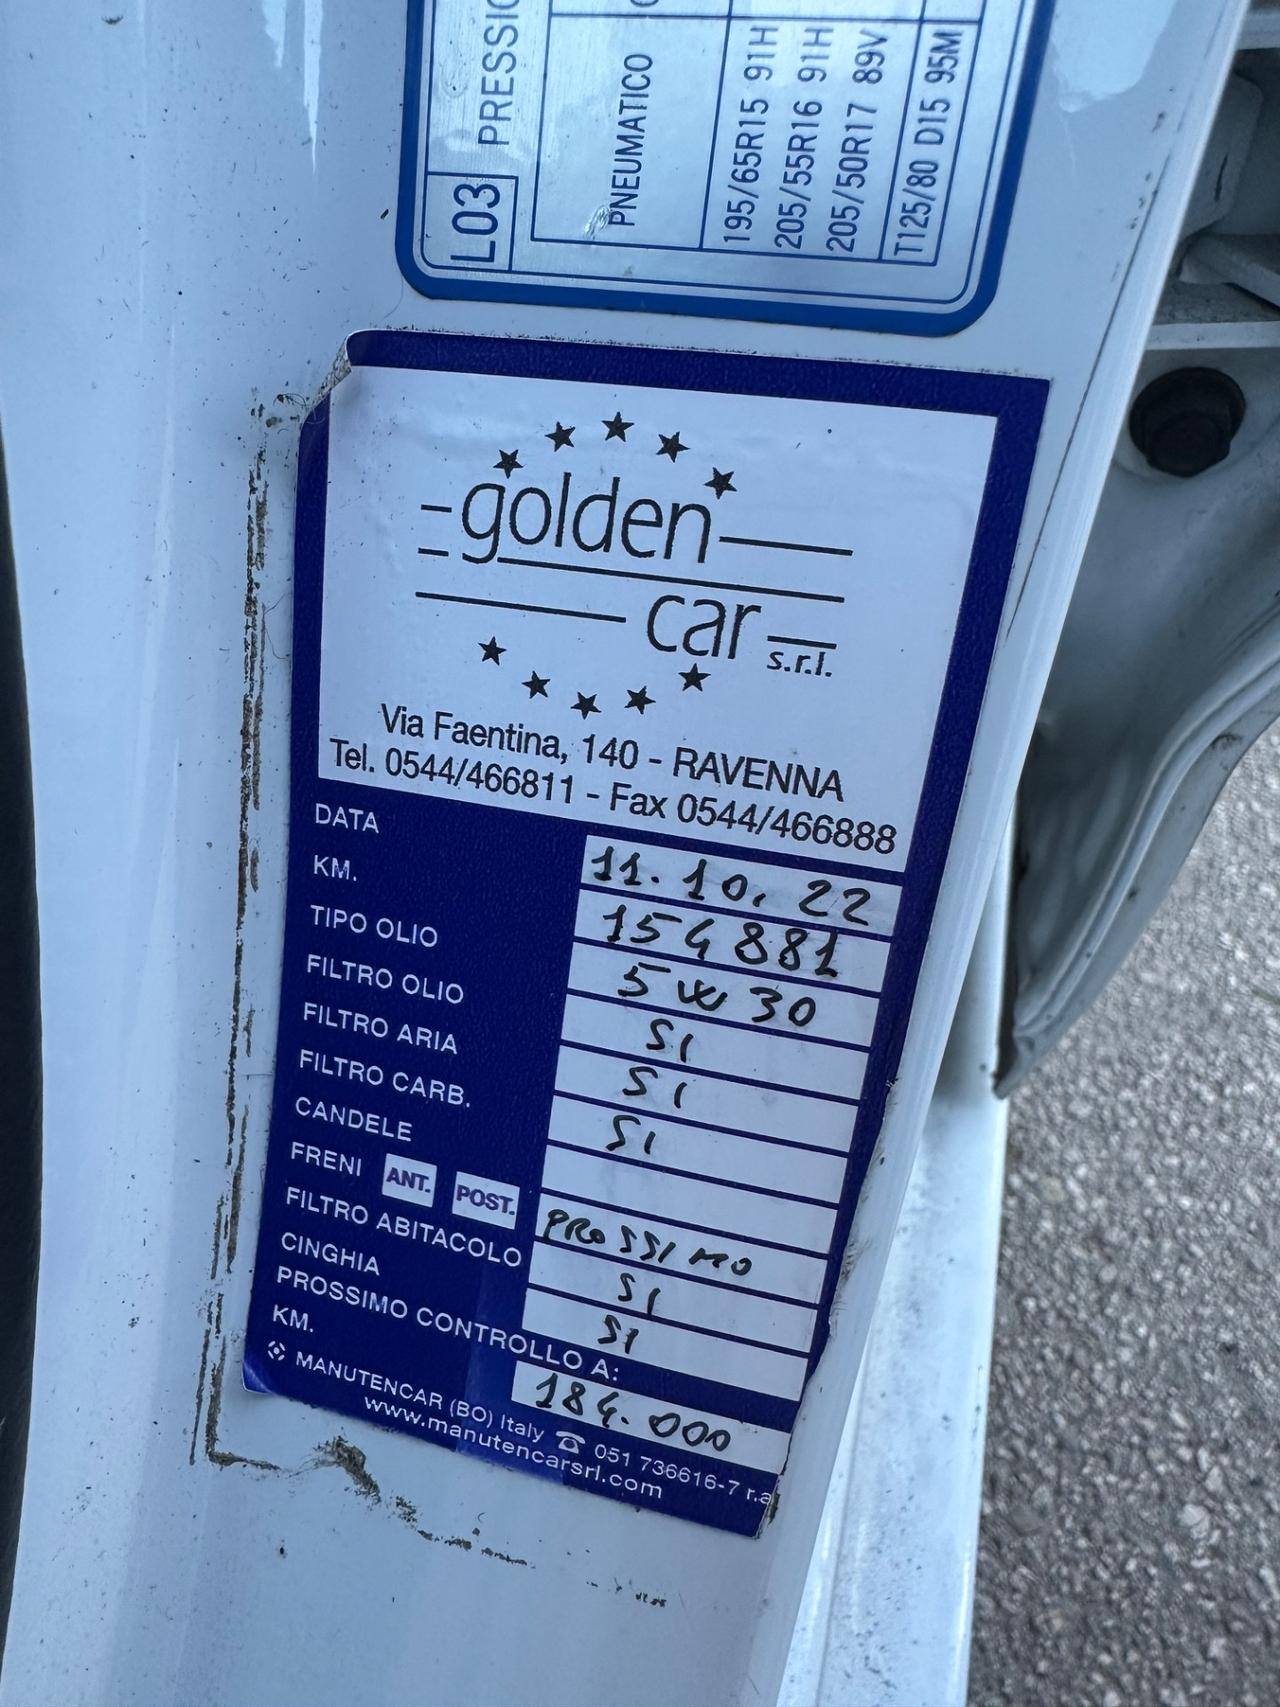 L03 PRESSIO
PNEUMATICO
195/65R15 91H
205/55R16 91H
205/50R17 89V
T125/80 D15 95M
golden
car
s.r.l.
Via Faentina, 140 - RAVENNA
Tel. 0544/466811 - Fax 0544/466888
DATA 11.10.22
KM. 154881
TIPO OLIO 5W30
FILTRO OLIO SI
FILTRO ARIA SI
FILTRO CARB. SI
CANDELE
FRENI ANT. POST. PROSSIMO
FILTRO ABITACOLO SI
CINGHIA SI
PROSSIMO CONTROLLO A:
KM. 184.000
MANUTENCAR (BO) Italy ☎ 051 736616-7 r.a
www.manutencarsrl.com